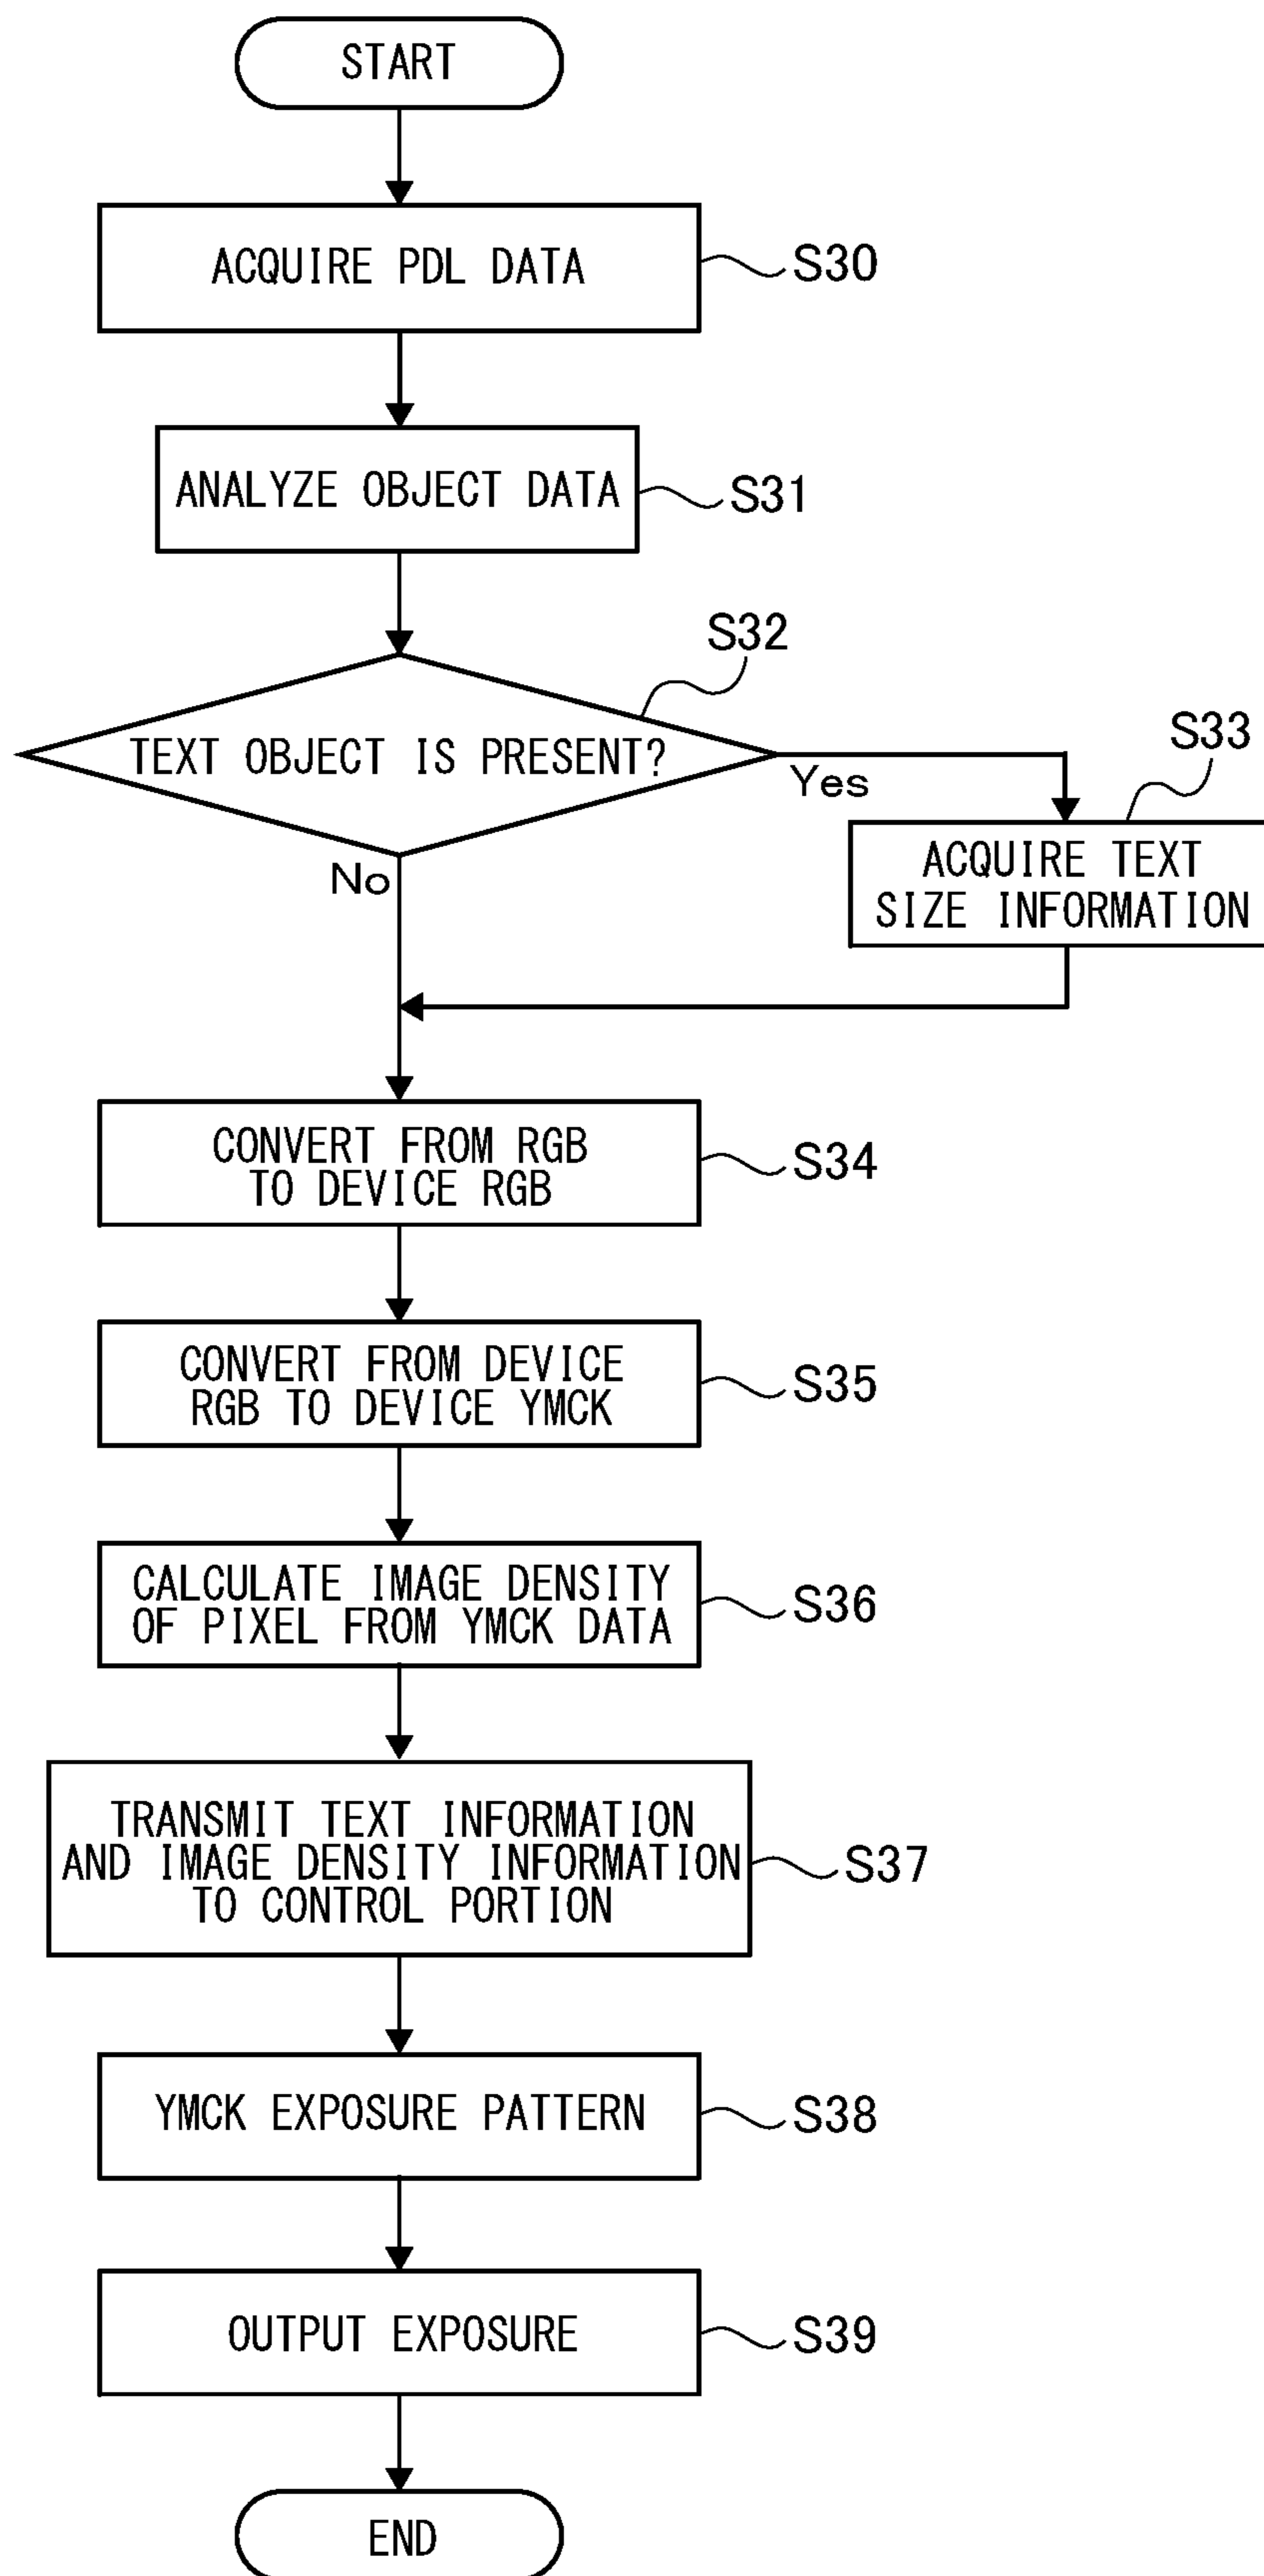 START
ACQUIRE PDL DATA
S30
ANALYZE OBJECT DATA
S31
S32
TEXT OBJECT IS PRESENT?
Yes
No
S33
ACQUIRE TEXT
SIZE INFORMATION
CONVERT FROM RGB
TO DEVICE RGB
S34
CONVERT FROM DEVICE
RGB TO DEVICE YMCK
S35
CALCULATE IMAGE DENSITY
OF PIXEL FROM YMCK DATA
S36
TRANSMIT TEXT INFORMATION
AND IMAGE DENSITY INFORMATION
TO CONTROL PORTION
S37
YMCK EXPOSURE PATTERN
S38
OUTPUT EXPOSURE
S39
END